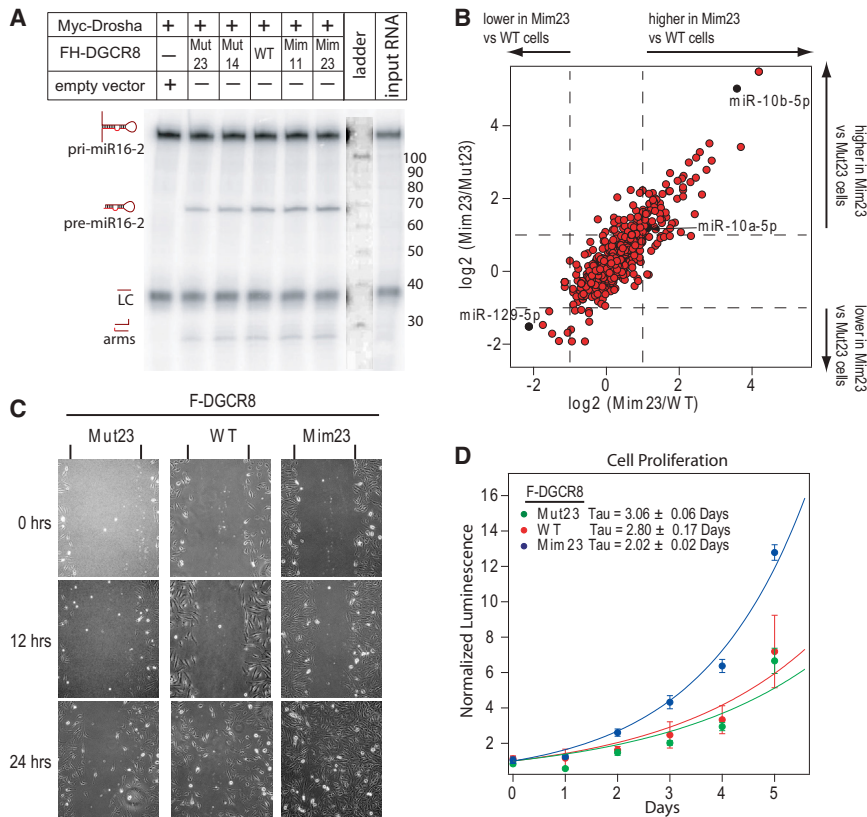 A
Myc-Drosha + + + + + +
FH-DGCR8 — Mut 23 Mut 14 WT Mim 11 Mim 23
empty vector + — — — — —
ladder
input RNA
pri-miR16-2
pre-miR16-2
LC
arms
100
90
80
70
60
50
40
30
B
lower in Mim23 vs WT cells
higher in Mim23 vs WT cells
miR-10b-5p
miR-10a-5p
miR-129-5p
4
2
0
-2
log2 (Mim23/Mut23)
-2 0 2 4
log2 (Mim23/WT)
higher in Mim23 vs Mut23 cells
lower in Mim23 vs Mut23 cells
C
F-DGCR8
Mut23 WT Mim23
0 hrs
12 hrs
24 hrs
D
Cell Proliferation
F-DGCR8
Mut23 Tau = 3.06 ± 0.06 Days
WT Tau = 2.80 ± 0.17 Days
Mim23 Tau = 2.02 ± 0.02 Days
16
14
12
10
8
6
4
2
Normalized Luminescence
0 1 2 3 4 5
Days